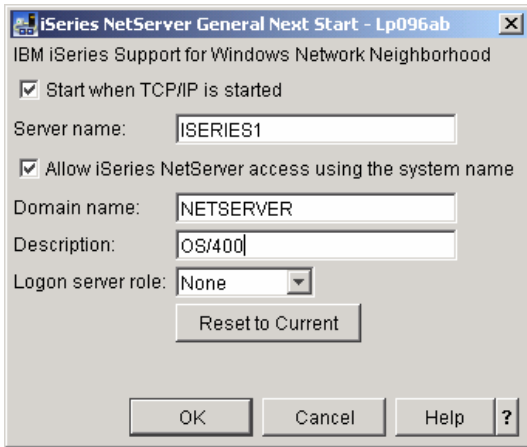 iSeries NetServer General Next Start - Lp096ab
IBM iSeries Support for Windows Network Neighborhood
Start when TCP/IP is started
Server name: ISERIES1
Allow iSeries NetServer access using the system name
Domain name: NETSERVER
Description: OS/400
Logon server role: None
Reset to Current
OK Cancel Help ?